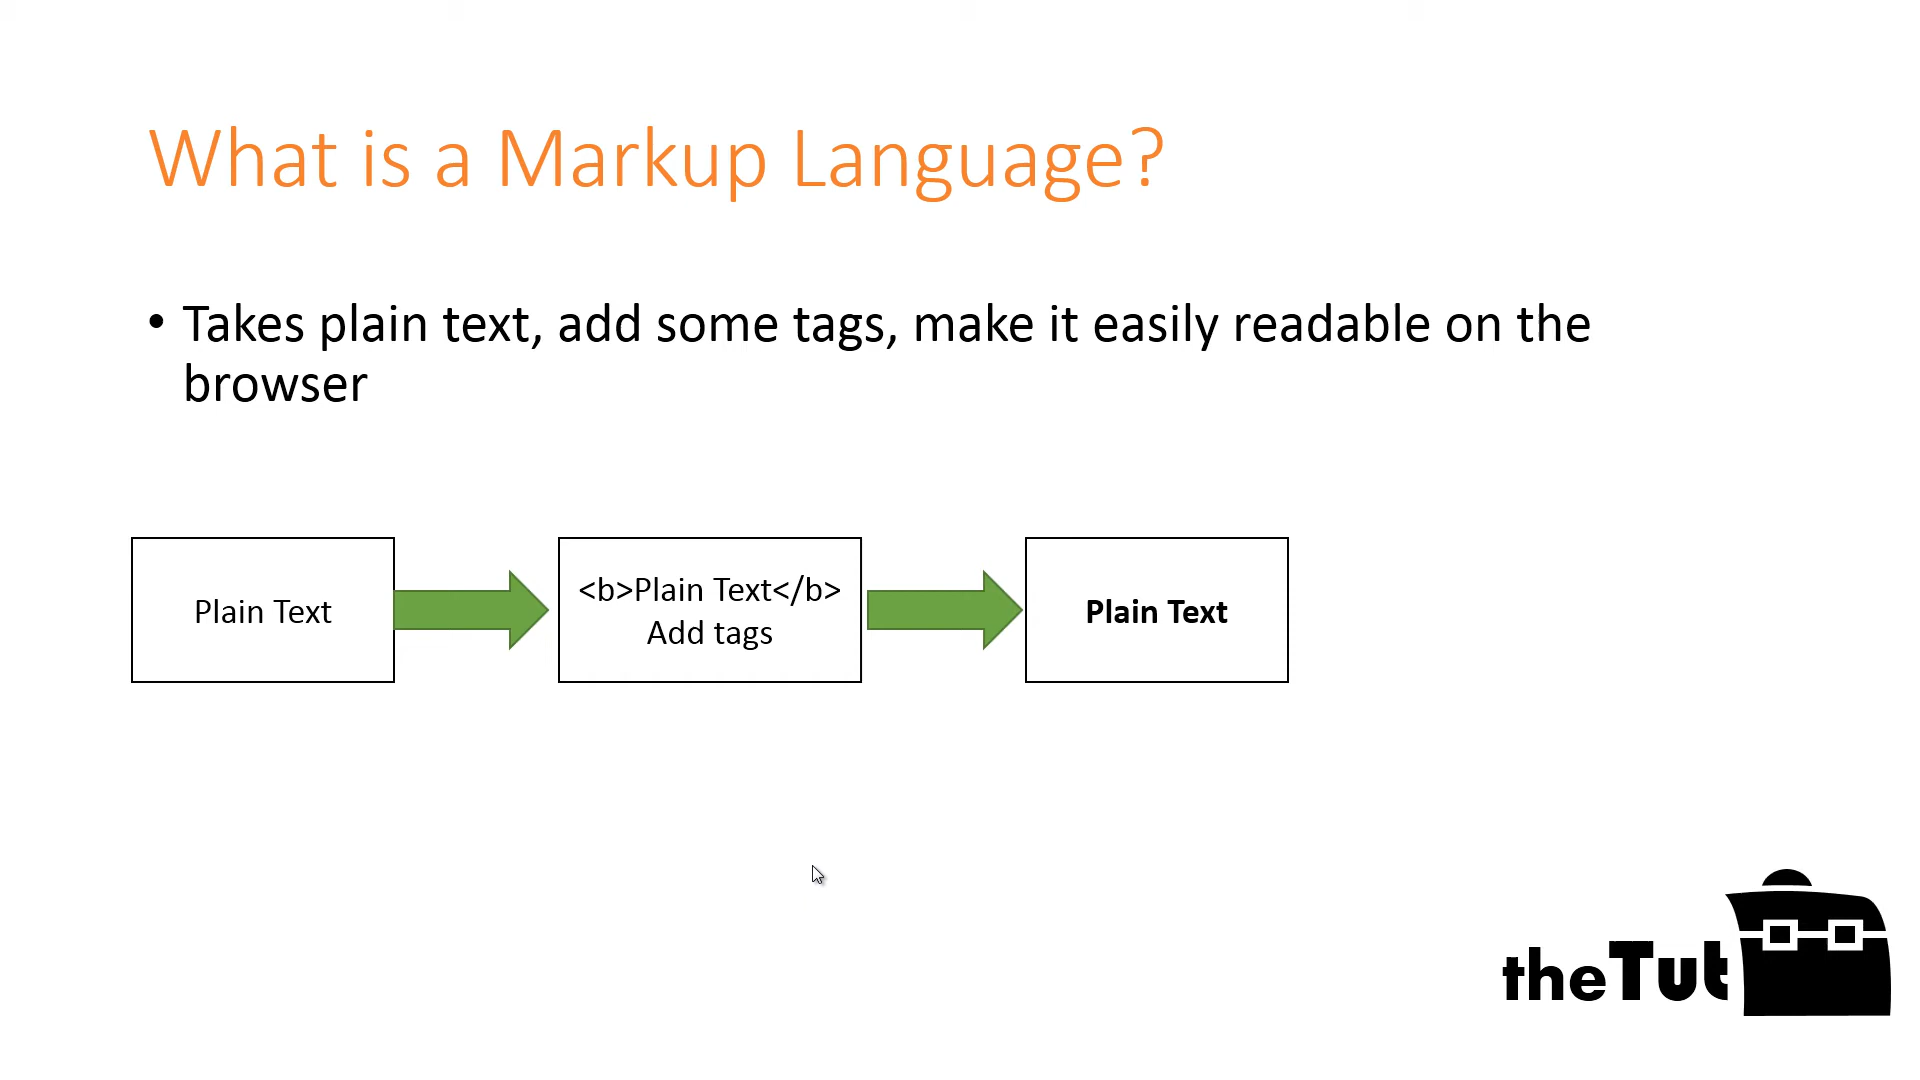 What is a Markup Language?
• Takes plain text, add some tags, make it easily readable on the
browser
Plain Text
<b>Plain Text</b>
Add tags
Plain Text
theTut